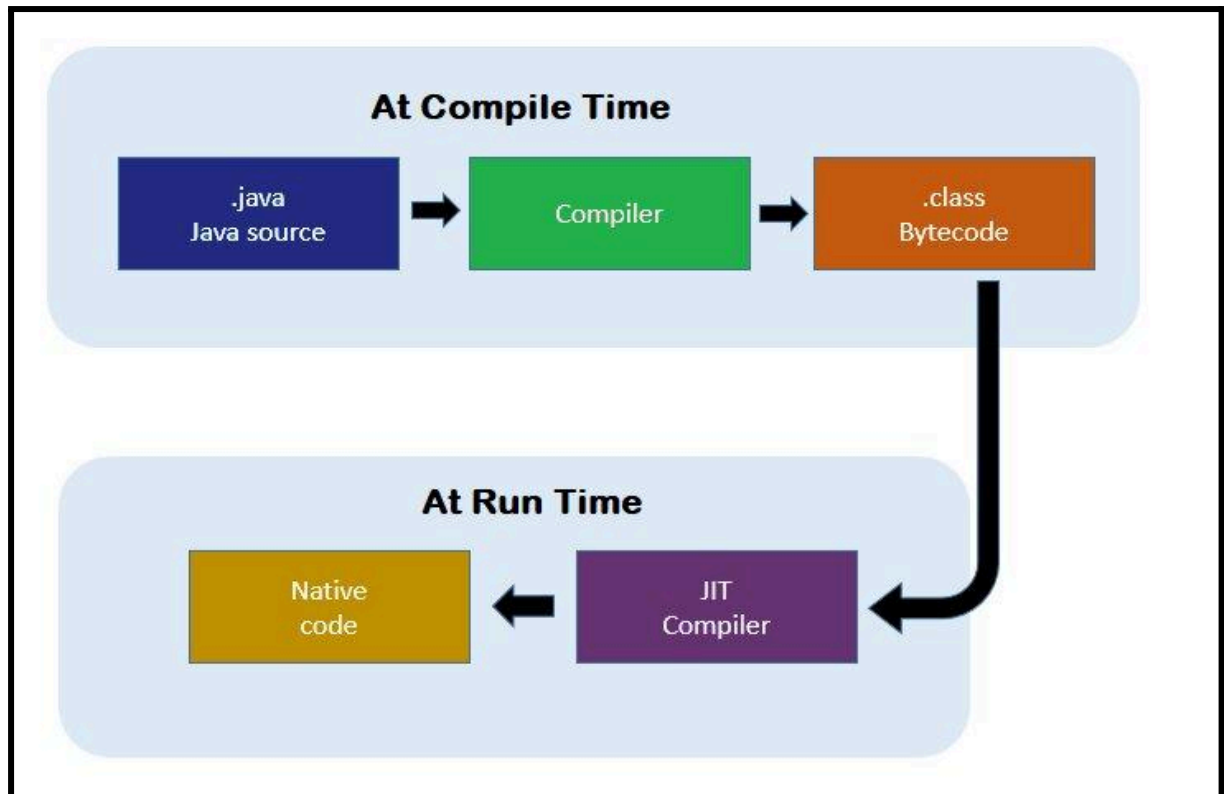 At Compile Time
.java
Java source
Compiler
.class
Bytecode
At Run Time
Native
code
JIT
Compiler